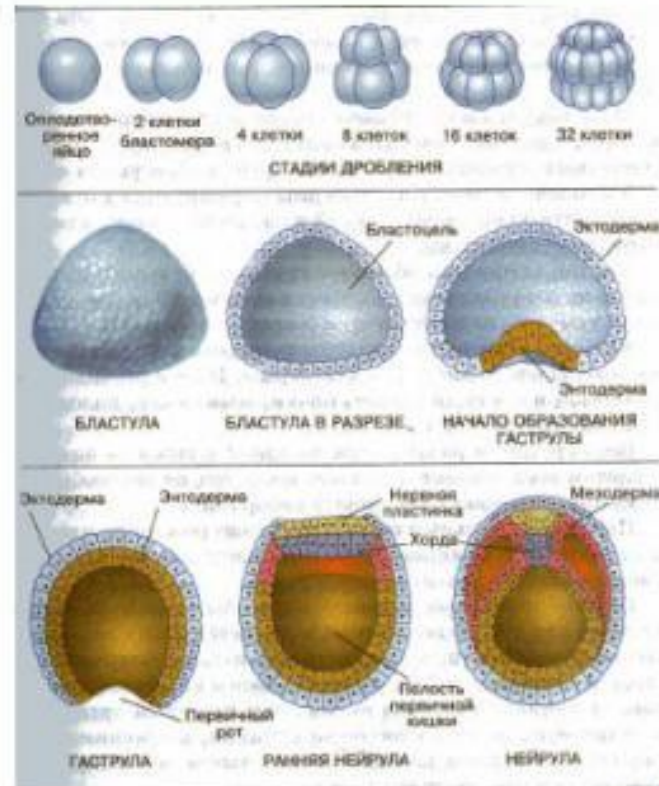 Оплодотво-
ренное
яйцо
2 клетки
бластомера
4 клетки
8 клеток
16 клеток
32 клетки
СТАДИИ ДРОБЛЕНИЯ
Бластоцель
Эктодерма
Энтодерма
БЛАСТУЛА
БЛАСТУЛА В РАЗРЕЗЕ
НАЧАЛО ОБРАЗОВАНИЯ
ГАСТРУЛЫ
Эктодерма
Энтодерма
Нервная
пластинка
Хорда
Мезодерма
Первичный
рот
Полость
первичной
кишки
ГАСТРУЛА
РАННЯЯ НЕЙРУЛА
НЕЙРУЛА